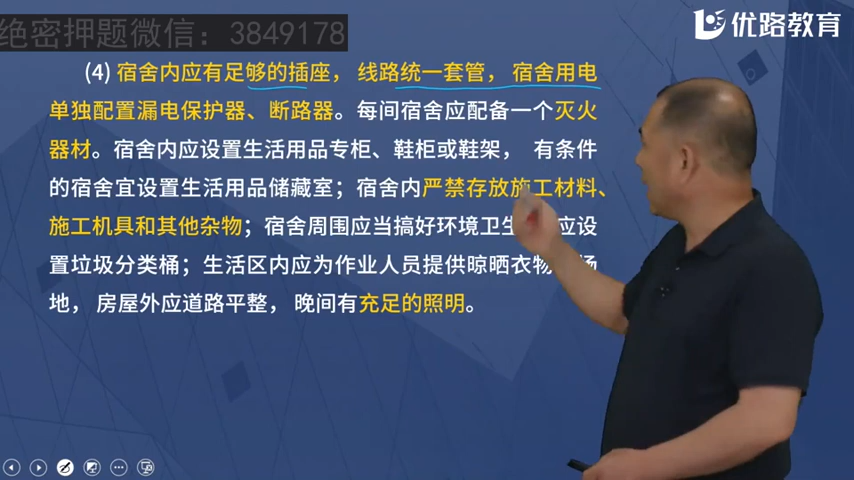 绝密押题微信：3849178
优路教育
(4) 宿舍内应有足够的插座， 线路统一套管， 宿舍用电
单独配置漏电保护器、断路器。每间宿舍应配备一个灭火
器材。宿舍内应设置生活用品专柜、鞋柜或鞋架， 有条件
的宿舍宜设置生活用品储藏室；宿舍内严禁存放施工材料、
施工机具和其他杂物；宿舍周围应当搞好环境卫生 应设
置垃圾分类桶；生活区内应为作业人员提供晾晒衣物 场
地， 房屋外应道路平整， 晚间有充足的照明。